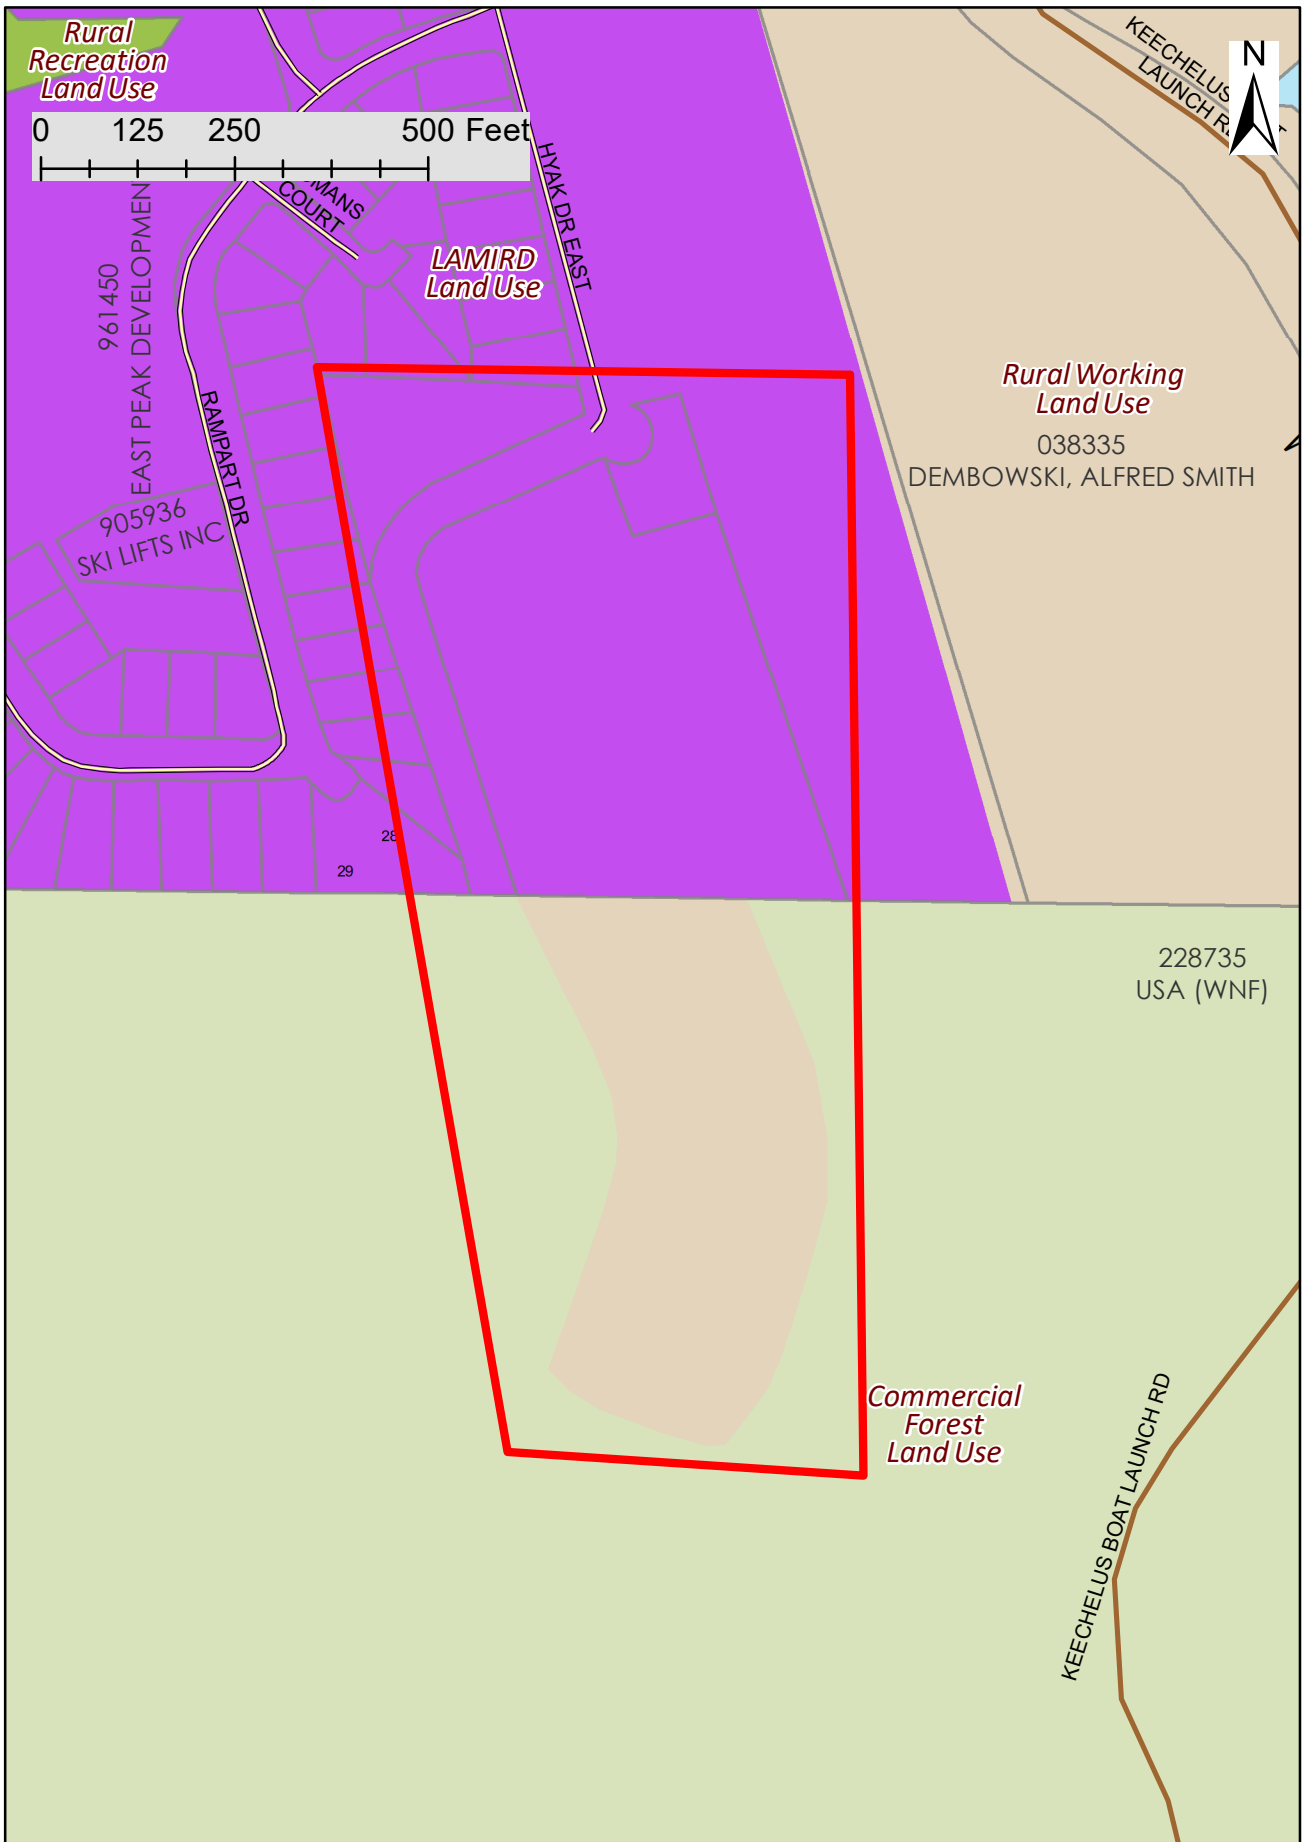 Rural
Recreation
Land Use
0 125 250 500 Feet
KEECHELUS
LAUNCH R
N
MANS
COURT
HYAK DR EAST
LAMIRD
Land Use
961450
EAST PEAK DEVELOPMEN
RAMPART DR
905936
SKI LIFTS INC
Rural Working
Land Use
038335
DEMBOWSKI, ALFRED SMITH
28
29
228735
USA (WNF)
Commercial
Forest
Land Use
KEECHELUS BOAT LAUNCH RD